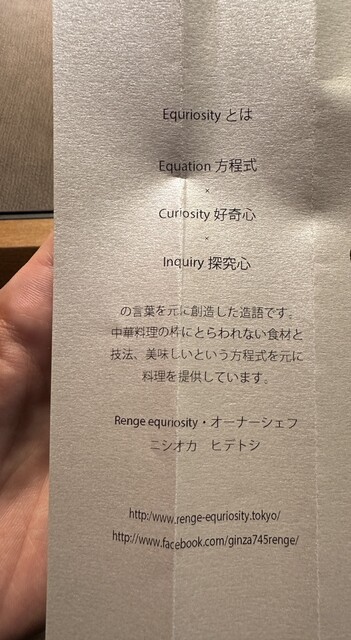 Equriosity とは
Equation 方程式
×
Curiosity 好奇心
×
Inquiry 探究心
の言葉を元に創造した造語です。
中華料理の枠にとらわれない食材と
技法、美味しいという方程式を元に
料理を提供しています。
Renge equriosity・オーナーシェフ
ニシオカ　ヒデトシ
http:/www.renge-equriosity.tokyo/
http://www.facebook.com/ginza745renge/